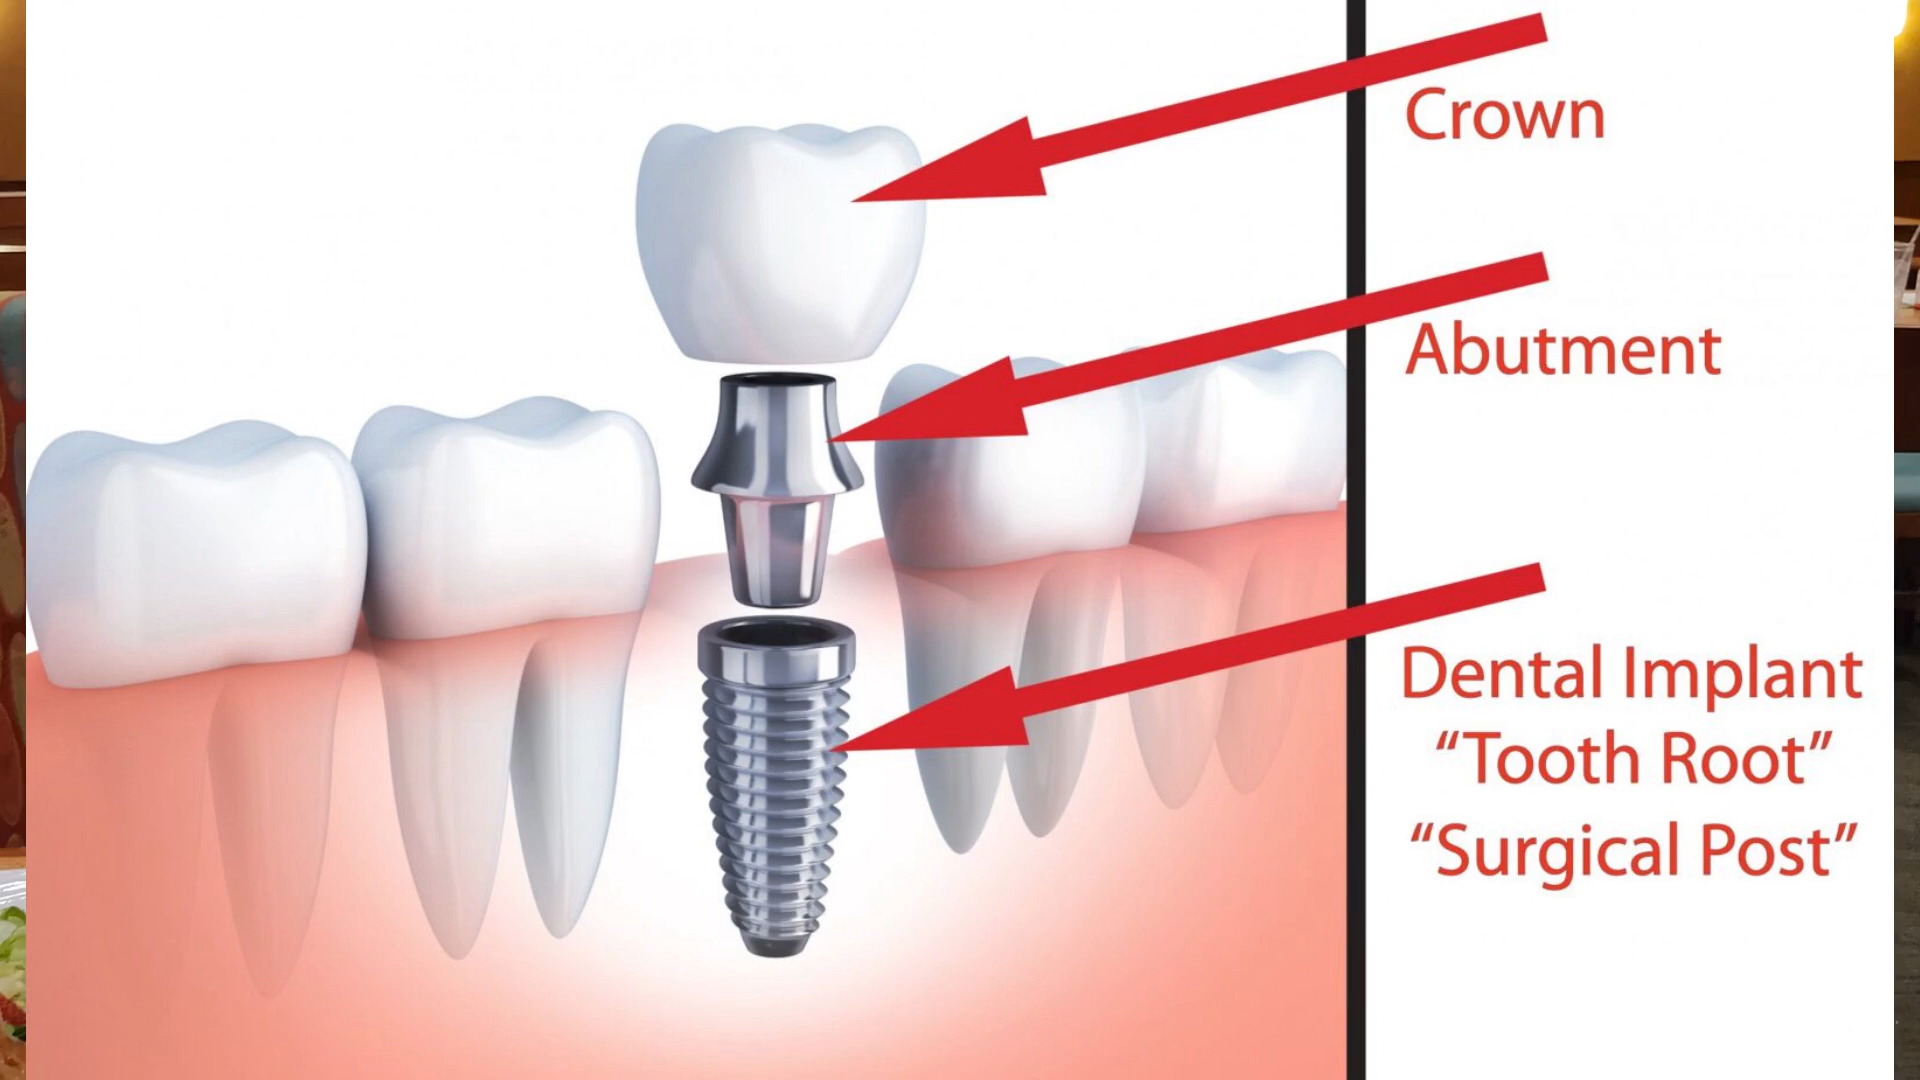 Crown
Abutment
Dental Implant
“Tooth Root”
“Surgical Post”